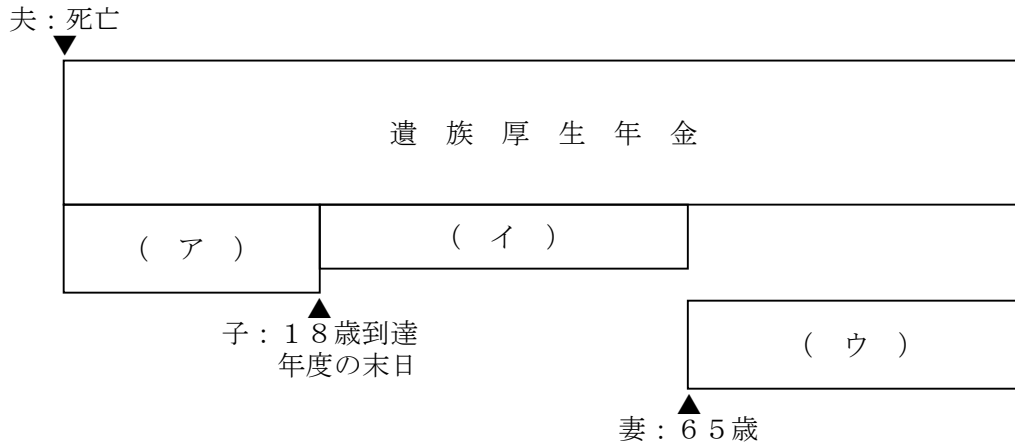 夫：死亡
▼
遺 族 厚 生 年 金
（ ア ）
（ イ ）
▲
子：１８歳到達
年度の末日
（ ウ ）
▲
妻：６５歳